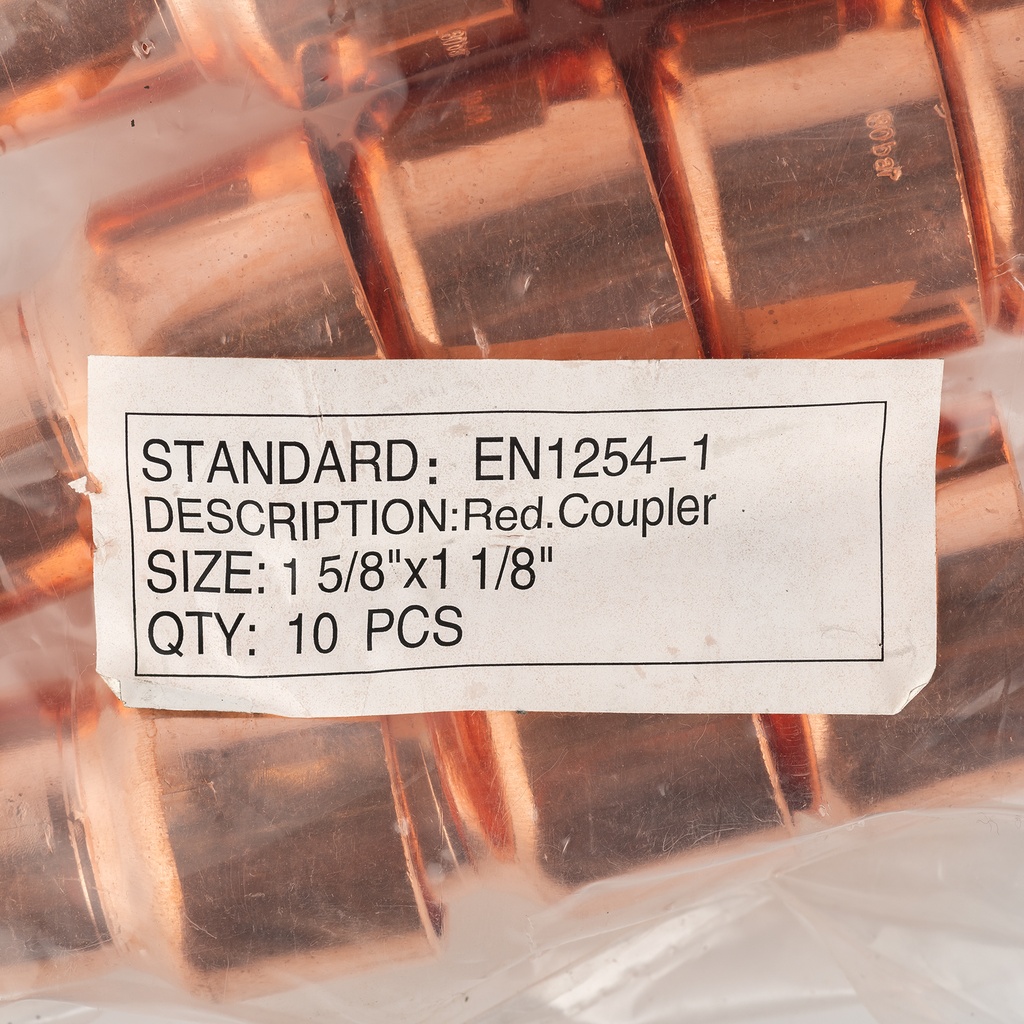 STANDARD: EN1254-1
DESCRIPTION:Red.Coupler
SIZE: 1 5/8"x1 1/8"
QTY: 10 PCS